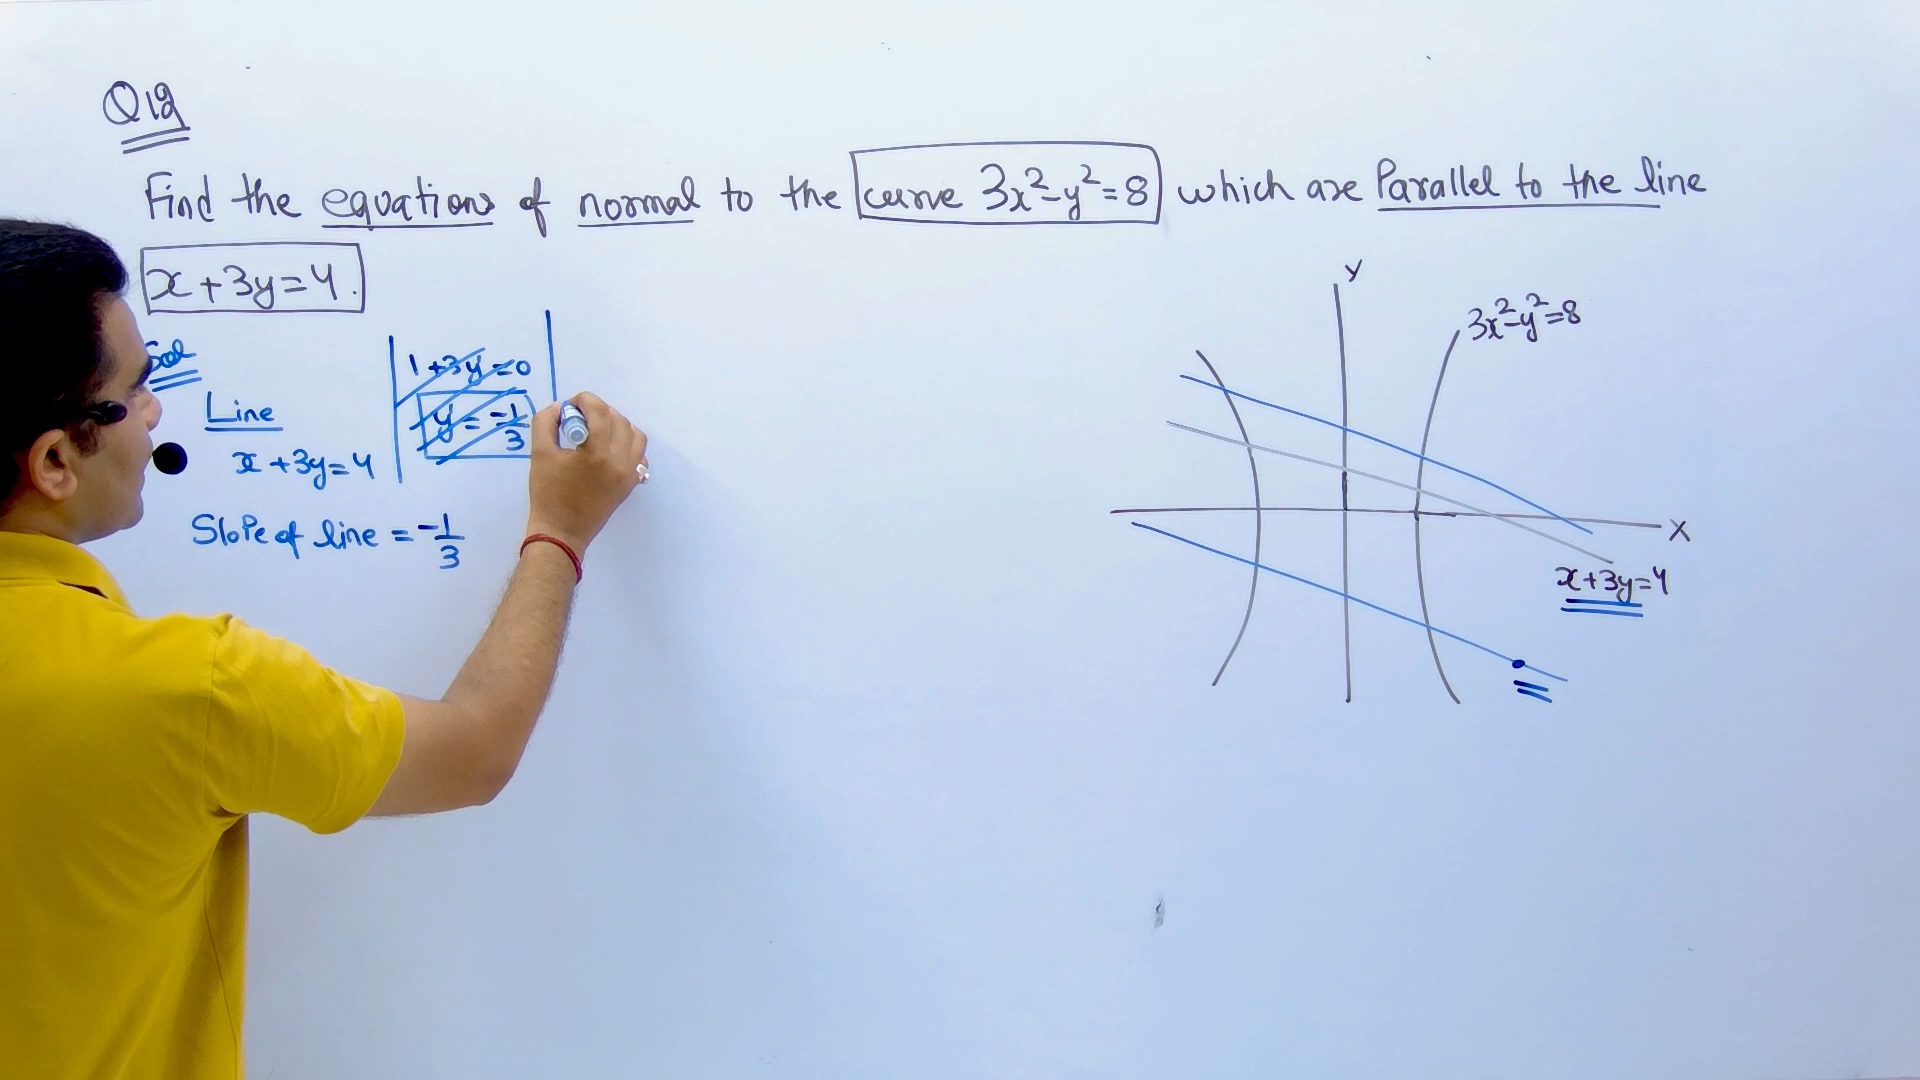 Q12
Find the equations of normal to the curve 3x²-y²=8 which are Parallel to the line
x+3y=4.
Sol
Line
x+3y=4
1+3y'=0
y'=-1/3
Slope of line = -1/3
Y
3x²-y²=8
X
x+3y=4